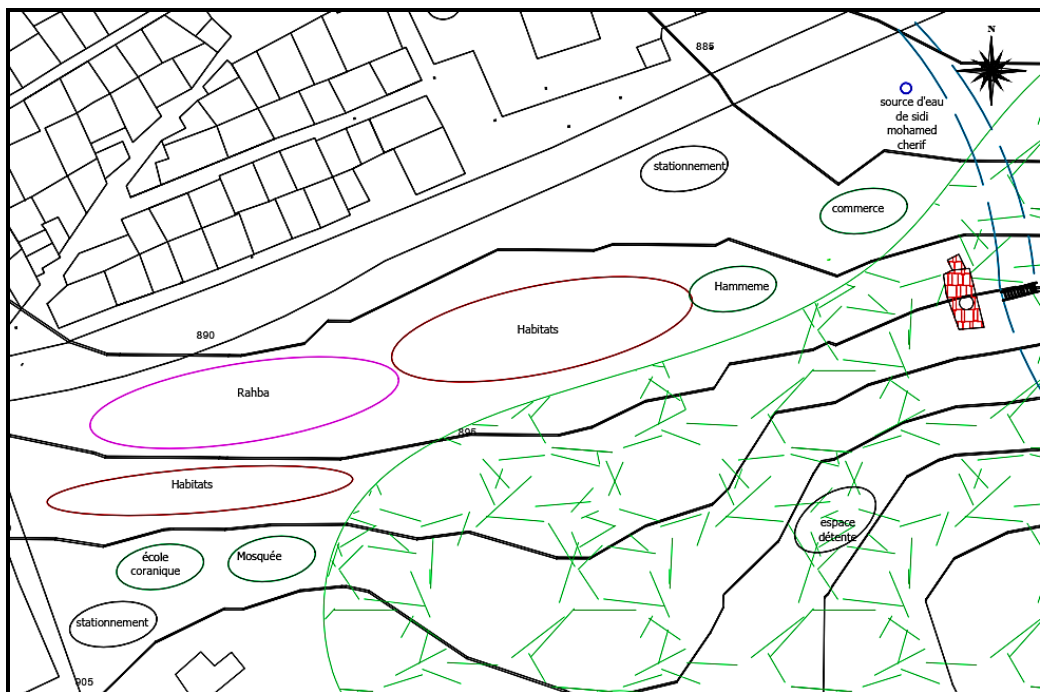 885
N
source d'eau
de sidi
mohamed
cherif
stationnement
commerce
Hammeme
Habitats
890
Rahba
895
Habitats
espace
détente
école
coranique
Mosquée
stationnement
905